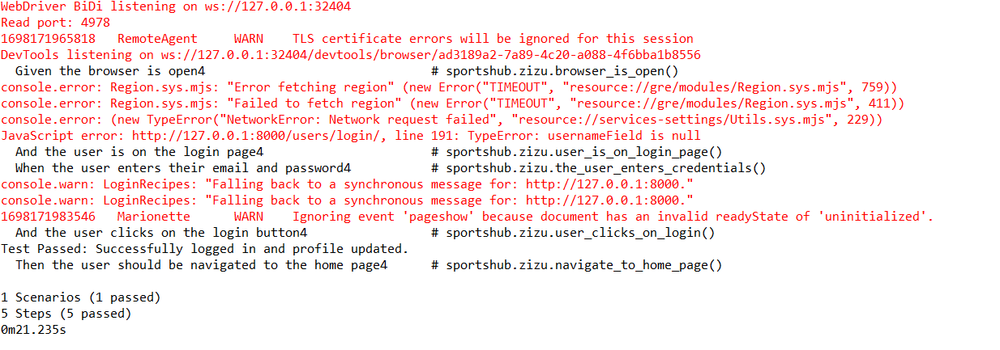 WebDriver BiDi listening on ws://127.0.0.1:32404
Read port: 4978
1698171965818 RemoteAgent WARN TLS certificate errors will be ignored for this session
DevTools listening on ws://127.0.0.1:32404/devtools/browser/ad3189a2-7a89-4c20-a088-4f6bba1b8556
Given the browser is open4 # sportshub.zizu.browser_is_open()
console.error: Region.sys.mjs: "Error fetching region" (new Error("TIMEOUT", "resource://gre/modules/Region.sys.mjs", 759))
console.error: Region.sys.mjs: "Failed to fetch region" (new Error("TIMEOUT", "resource://gre/modules/Region.sys.mjs", 411))
console.error: (new TypeError("NetworkError: Network request failed", "resource://services-settings/Utils.sys.mjs", 229))
JavaScript error: http://127.0.0.1:8000/users/login/, line 191: TypeError: usernameField is null
And the user is on the login page4 # sportshub.zizu.user_is_on_login_page()
When the user enters their email and password4 # sportshub.zizu.the_user_enters_credentials()
console.warn: LoginRecipes: "Falling back to a synchronous message for: http://127.0.0.1:8000."
console.warn: LoginRecipes: "Falling back to a synchronous message for: http://127.0.0.1:8000."
1698171983546 Marionette WARN Ignoring event 'pageshow' because document has an invalid readyState of 'uninitialized'.
And the user clicks on the login button4 # sportshub.zizu.user_clicks_on_login()
Test Passed: Successfully logged in and profile updated.
Then the user should be navigated to the home page4 # sportshub.zizu.navigate_to_home_page()
1 Scenarios (1 passed)
5 Steps (5 passed)
0m21.235s